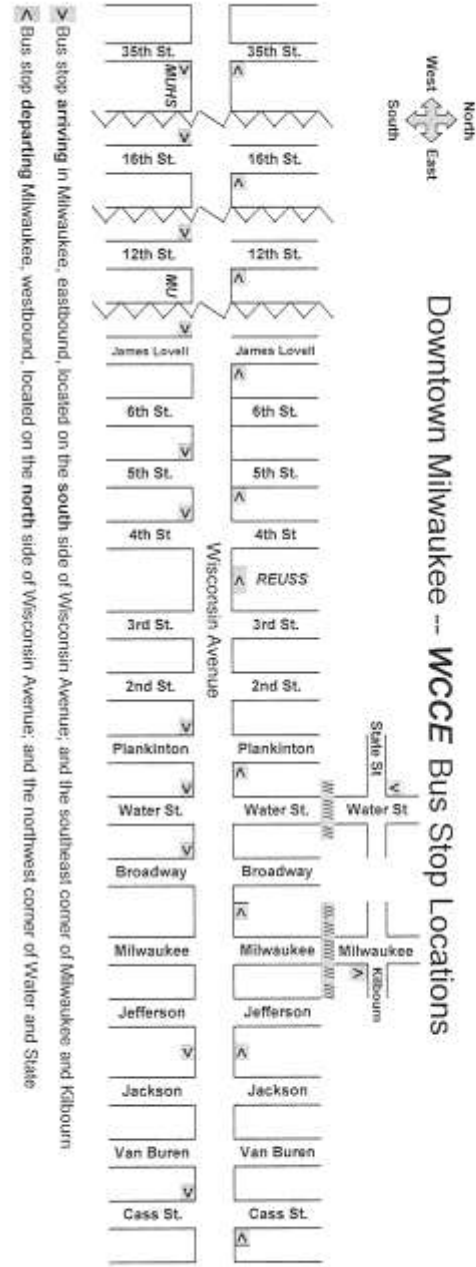 Downtown Milwaukee -- WCCE Bus Stop Locations
North
West
East
South
State St
Water St
Milwaukee
Kilbourn
35th St.
16th St.
12th St.
James Lovell
6th St.
5th St.
4th St
REUSS
3rd St.
2nd St.
Plankinton
Water St.
Broadway
Milwaukee
Jefferson
Jackson
Van Buren
Cass St.
Wisconsin Avenue
35th St.
MUHS
16th St.
12th St.
MU
James Lovell
6th St.
5th St.
4th St
3rd St.
2nd St.
Plankinton
Water St.
Broadway
Milwaukee
Jefferson
Jackson
Van Buren
Cass St.
> Bus stop arriving in Milwaukee, eastbound, located on the south side of Wisconsin Avenue; and the southeast corner of Milwaukee and Kilbourn
< Bus stop departing Milwaukee, westbound, located on the north side of Wisconsin Avenue; and the northwest corner of Water and State